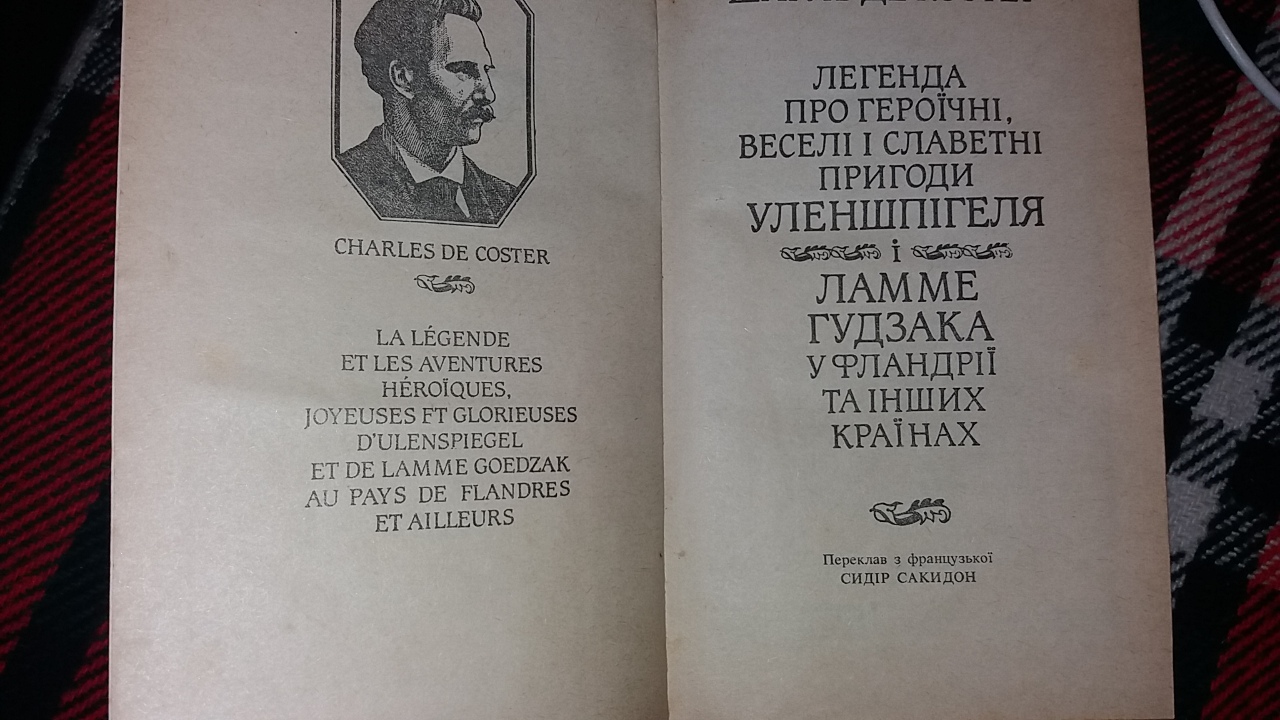 CHARLES DE COSTER
LA LÉGENDE
ET LES AVENTURES
HÉROÏQUES,
JOYEUSES ET GLORIEUSES
D'ULENSPIEGEL
ET DE LAMME GOEDZAK
AU PAYS DE FLANDRES
ET AILLEURS
ЛЕГЕНДА
ПРО ГЕРОЇЧНІ,
ВЕСЕЛІ І СЛАВЕТНІ
ПРИГОДИ
УЛЕНШПІГЕЛЯ
і
ЛАММЕ
ГУДЗАКА
У ФЛАНДРІЇ
ТА ІНШИХ
КРАЇНАХ
Переклав з французької
СИДІР САКИДОН